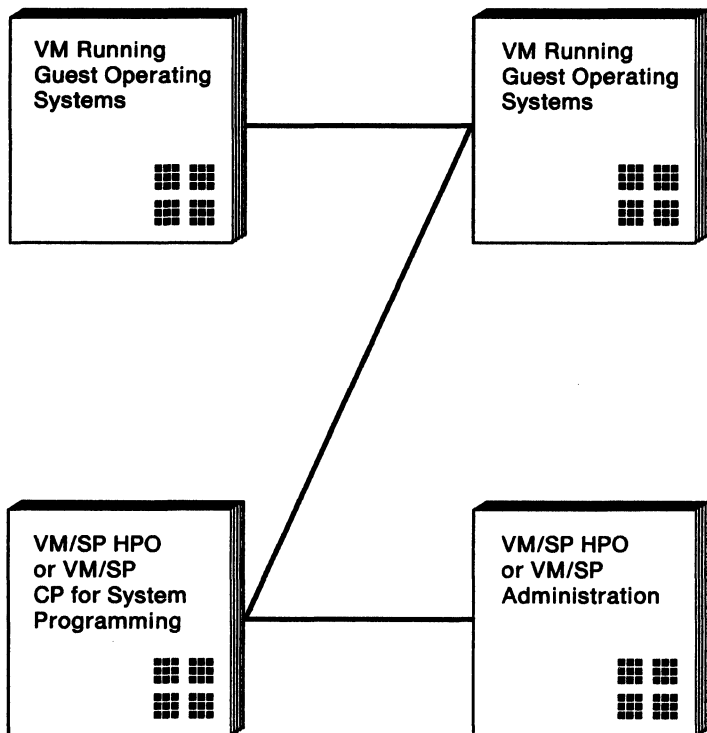 VM Running
Guest Operating
Systems
VM Running
Guest Operating
Systems
VM/SP HPO
or VM/SP
CP for System
Programming
VM/SP HPO
or VM/SP
Administration